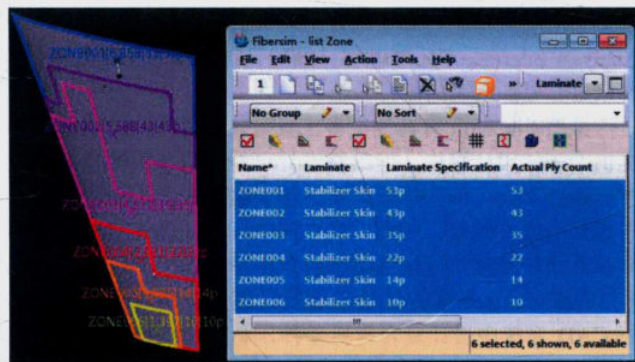 Fibersim - list Zone
File Edit View Action Tools Help
1 » Laminate
No Group No Sort
Name* Laminate Laminate Specification Actual Ply Count
ZONE001 Stabilizer Skin 53p 53
ZONE002 Stabilizer Skin 43p 43
ZONE003 Stabilizer Skin 35p 35
ZONE004 Stabilizer Skin 22p 22
ZONE005 Stabilizer Skin 14p 14
ZONE006 Stabilizer Skin 10p 10
6 selected, 6 shown, 6 available